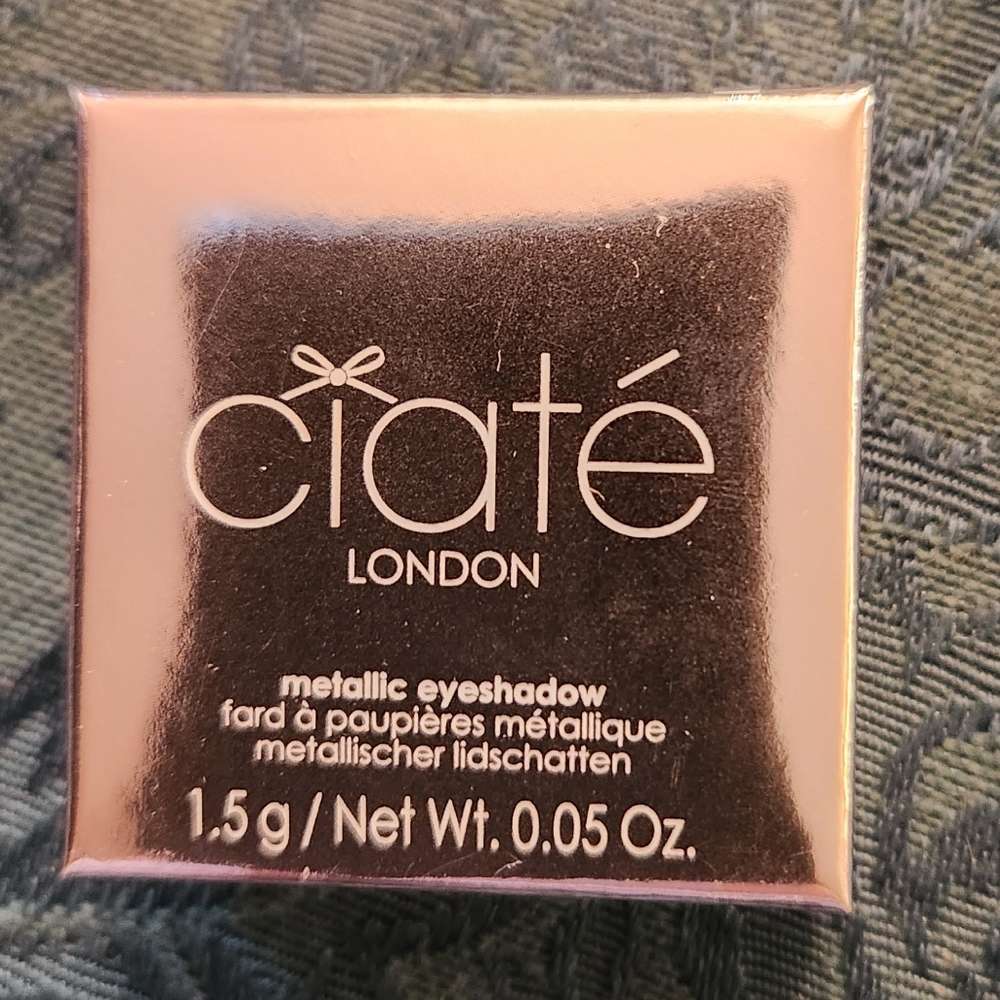 ciaté
LONDON
metallic eyeshadow
fard à paupières métallique
metallischer lidschatten
1.5 g / Net Wt. 0.05 Oz.